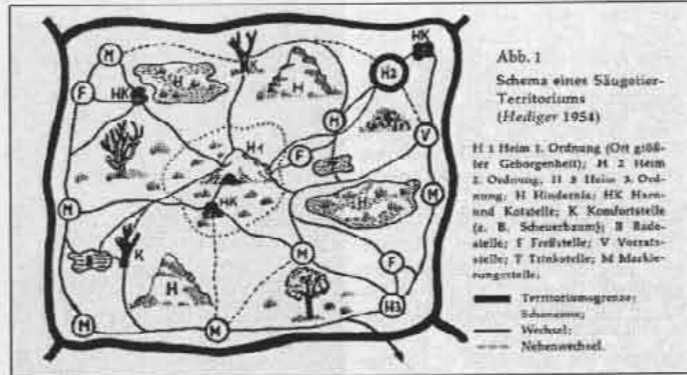 M
K
HK
H
H
H2
F
HK
M
V
H1
F
M
H
M
HK
M
K
F
H
H3
M
M
Abb. 1
Schema eines Säugetier-
Territoriums
(Hediger 1954)
H 1 Heim 1. Ordnung (Ort größ-
ter Geborgenheit); H 2 Heim
2. Ordnung, H 3 Heim 3. Ord-
nung; H Hindernis; HK Harn-
und Kotstelle; K Komfortstelle
(z. B. Scheuerbaum); B Bade-
stelle; F Freßstelle; V Vorrats-
stelle; T Trinkstelle; M Markie-
rungsstelle;
Territoriumsgrenze;
Wechsel;
Nebenwechsel.